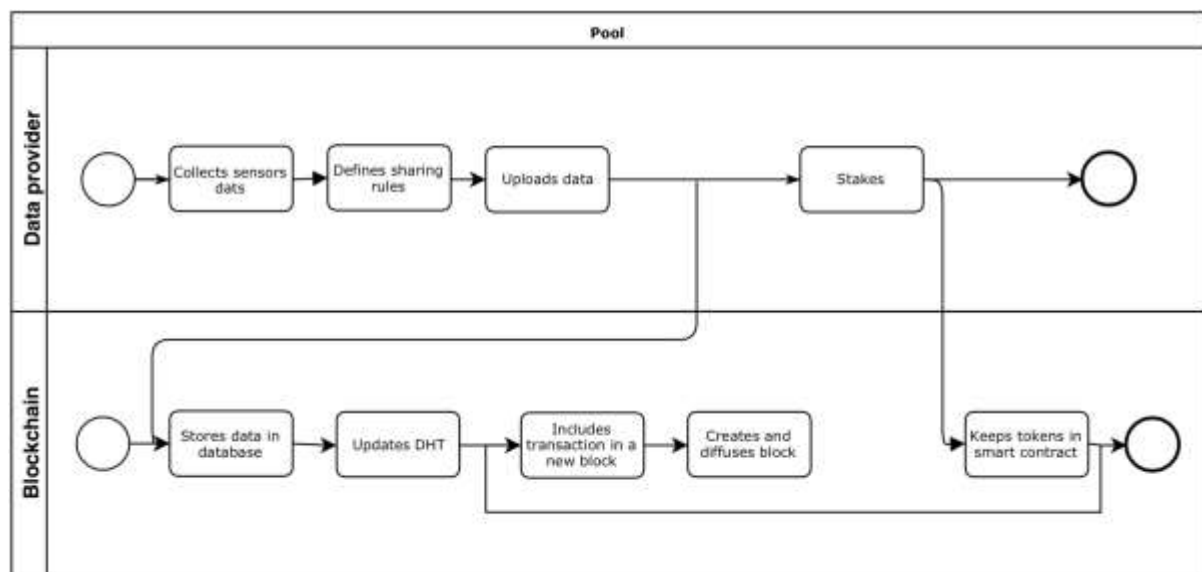 Pool
Data provider
Collects sensors
dats
Defines sharing
rules
Uploads data
Stakes
Blockchain
Stores data in
database
Updates DHT
Includes
transaction in a
new block
Creates and
diffuses block
Keeps tokens in
smart contract